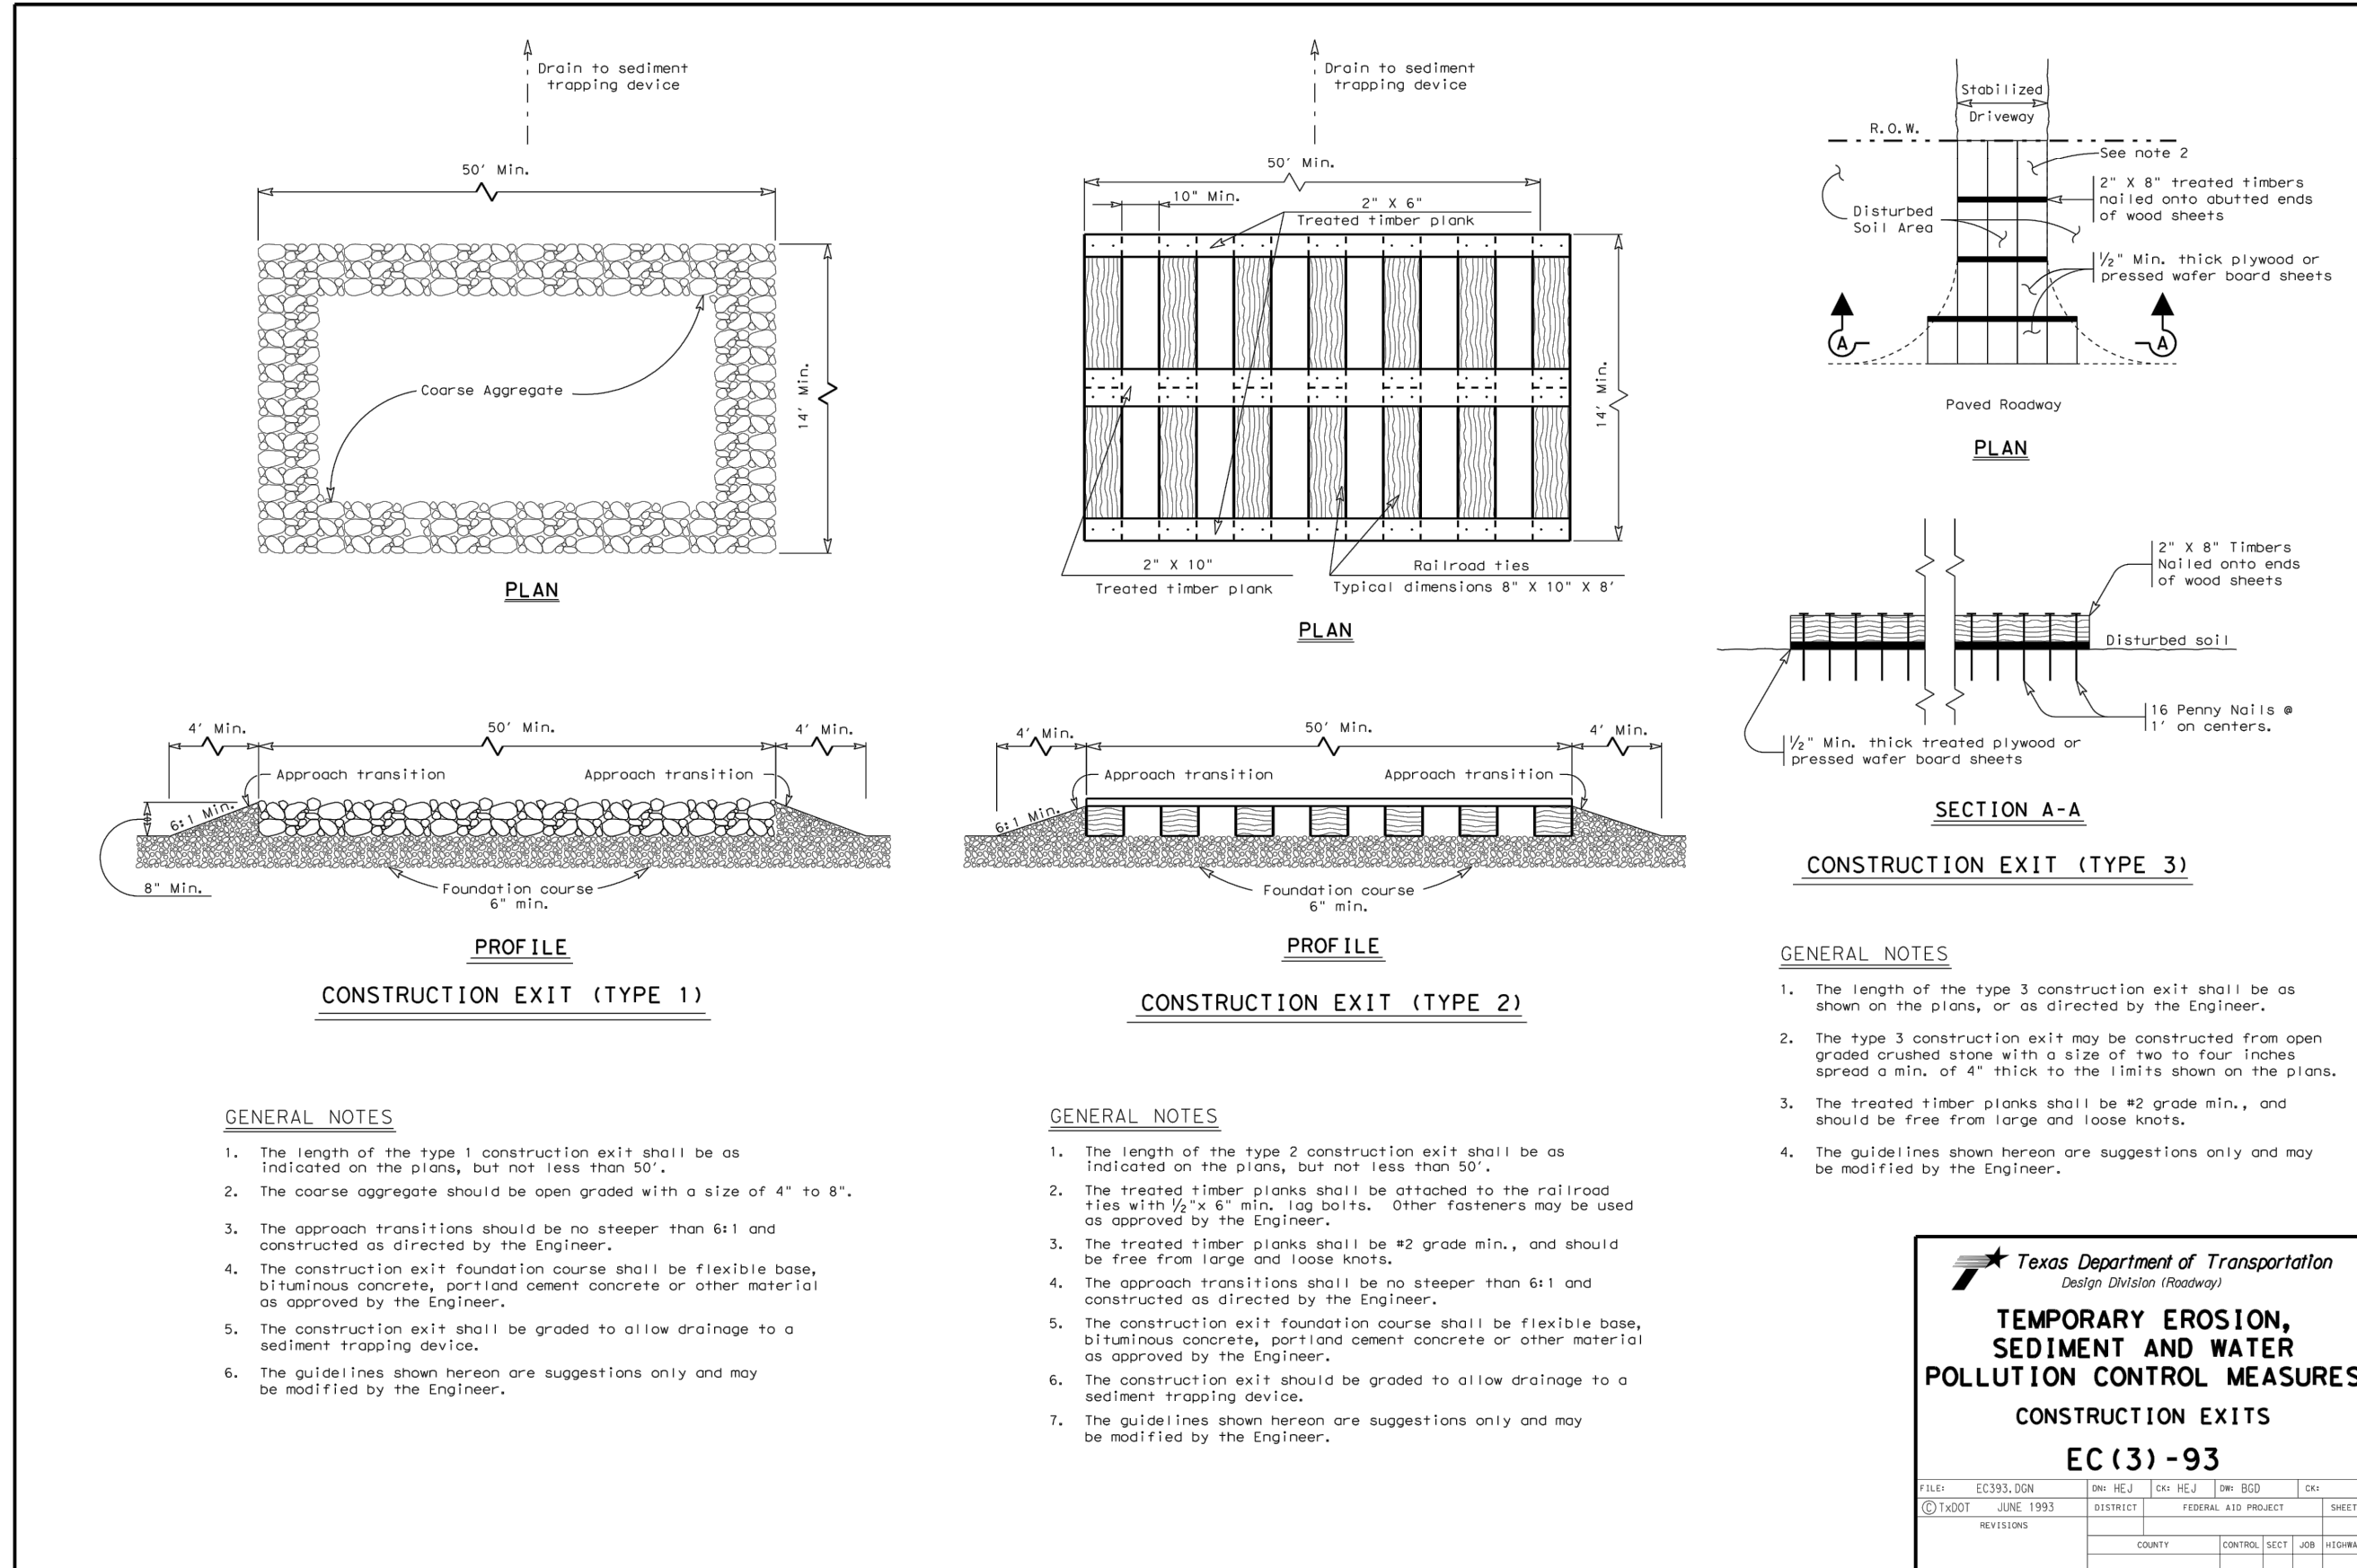 Drain to sediment
trapping device
50' Min.
14' Min.
Coarse Aggregate
PLAN
4' Min.
50' Min.
4' Min.
Approach transition
Approach transition
6:1 Min.
8" Min.
Foundation course
6" min.
PROFILE
CONSTRUCTION EXIT (TYPE 1)
GENERAL NOTES
1. The length of the type 1 construction exit shall be as
indicated on the plans, but not less than 50'.
2. The coarse aggregate should be open graded with a size of 4" to 8".
3. The approach transitions should be no steeper than 6:1 and
constructed as directed by the Engineer.
4. The construction exit foundation course shall be flexible base,
bituminous concrete, portland cement concrete or other material
as approved by the Engineer.
5. The construction exit shall be graded to allow drainage to a
sediment trapping device.
6. The guidelines shown hereon are suggestions only and may
be modified by the Engineer.
Drain to sediment
trapping device
50' Min.
10" Min.
2" X 6"
Treated timber plank
14' Min.
2" X 10"
Treated timber plank
Railroad ties
Typical dimensions 8" X 10" X 8'
PLAN
4' Min.
50' Min.
4' Min.
Approach transition
Approach transition
6:1 Min.
Foundation course
6" min.
PROFILE
CONSTRUCTION EXIT (TYPE 2)
GENERAL NOTES
1. The length of the type 2 construction exit shall be as
indicated on the plans, but not less than 50'.
2. The treated timber planks shall be attached to the railroad
ties with ½"x 6" min. lag bolts. Other fasteners may be used
as approved by the Engineer.
3. The treated timber planks shall be #2 grade min., and should
be free from large and loose knots.
4. The approach transitions shall be no steeper than 6:1 and
constructed as directed by the Engineer.
5. The construction exit foundation course shall be flexible base,
bituminous concrete, portland cement concrete or other material
as approved by the Engineer.
6. The construction exit should be graded to allow drainage to a
sediment trapping device.
7. The guidelines shown hereon are suggestions only and may
be modified by the Engineer.
Stabilized
Driveway
R.O.W.
See note 2
2" X 8" treated timbers
nailed onto abutted ends
of wood sheets
Disturbed
Soil Area
½" Min. thick plywood or
pressed wafer board sheets
A
A
Paved Roadway
PLAN
2" X 8" Timbers
Nailed onto ends
of wood sheets
Disturbed soil
16 Penny Nails @
1' on centers.
½" Min. thick treated plywood or
pressed wafer board sheets
SECTION A-A
CONSTRUCTION EXIT (TYPE 3)
GENERAL NOTES
1. The length of the type 3 construction exit shall be as
shown on the plans, or as directed by the Engineer.
2. The type 3 construction exit may be constructed from open
graded crushed stone with a size of two to four inches
spread a min. of 4" thick to the limits shown on the plans.
3. The treated timber planks shall be #2 grade min., and
should be free from large and loose knots.
4. The guidelines shown hereon are suggestions only and may
be modified by the Engineer.
Texas Department of Transportation
Design Division (Roadway)
TEMPORARY EROSION,
SEDIMENT AND WATER
POLLUTION CONTROL MEASURES
CONSTRUCTION EXITS
EC(3)-93
FILE: EC393.DGN DN: HEJ CK: HEJ DW: BGD CK:
© TxDOT JUNE 1993 DISTRICT FEDERAL AID PROJECT SHEET
REVISIONS
COUNTY CONTROL SECT JOB HIGHWA